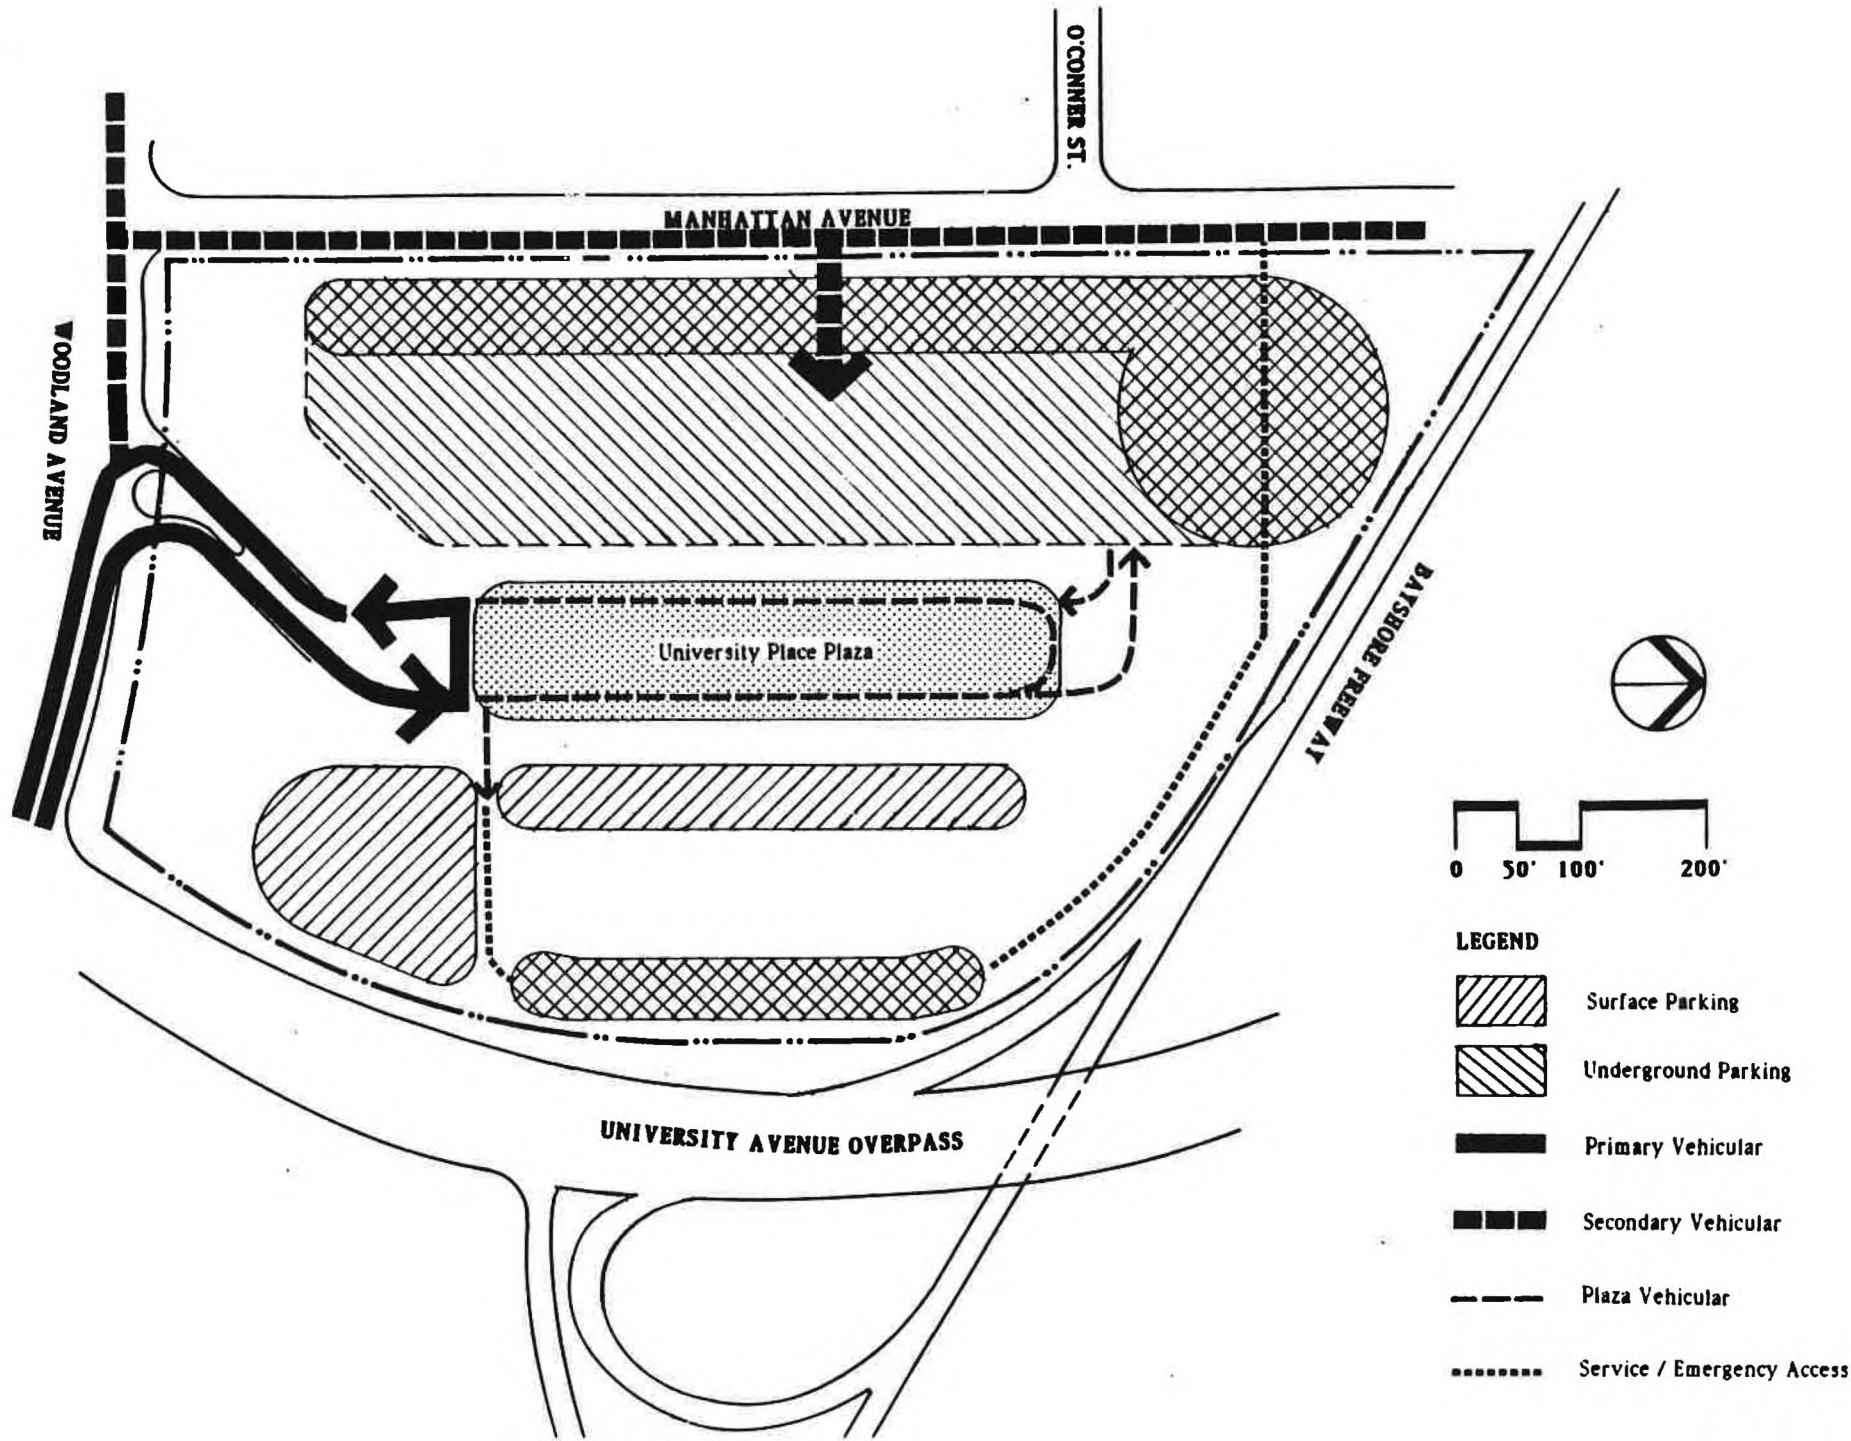 O'CONNER ST.
MANHATTAN AVENUE
WOODLAND AVENUE
University Place Plaza
BAYSHORE FREEWAY
0 50' 100' 200'
LEGEND
Surface Parking
Underground Parking
UNIVERSITY AVENUE OVERPASS
Primary Vehicular
Secondary Vehicular
Plaza Vehicular
Service / Emergency Access